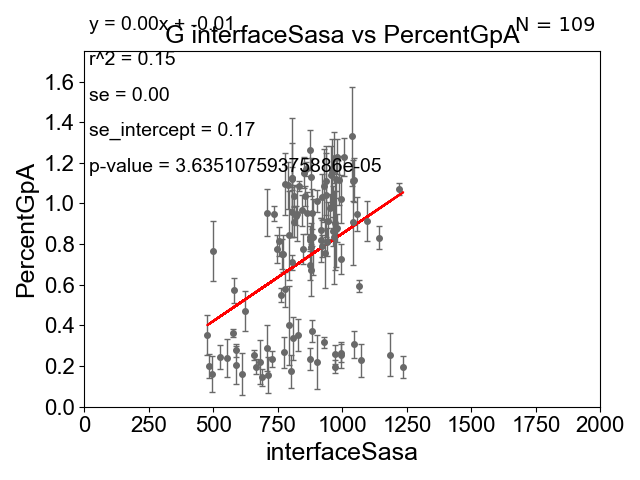 y = 0.00x + -0.01
G interfaceSasa vs PercentGpA
N = 109
r^2 = 0.15
se = 0.00
se_intercept = 0.17
p-value = 3.63510759375886e-05
PercentGpA
1.6
1.4
1.2
1.0
0.8
0.6
0.4
0.2
0.0
0 250 500 750 1000 1250 1500 1750 2000
interfaceSasa